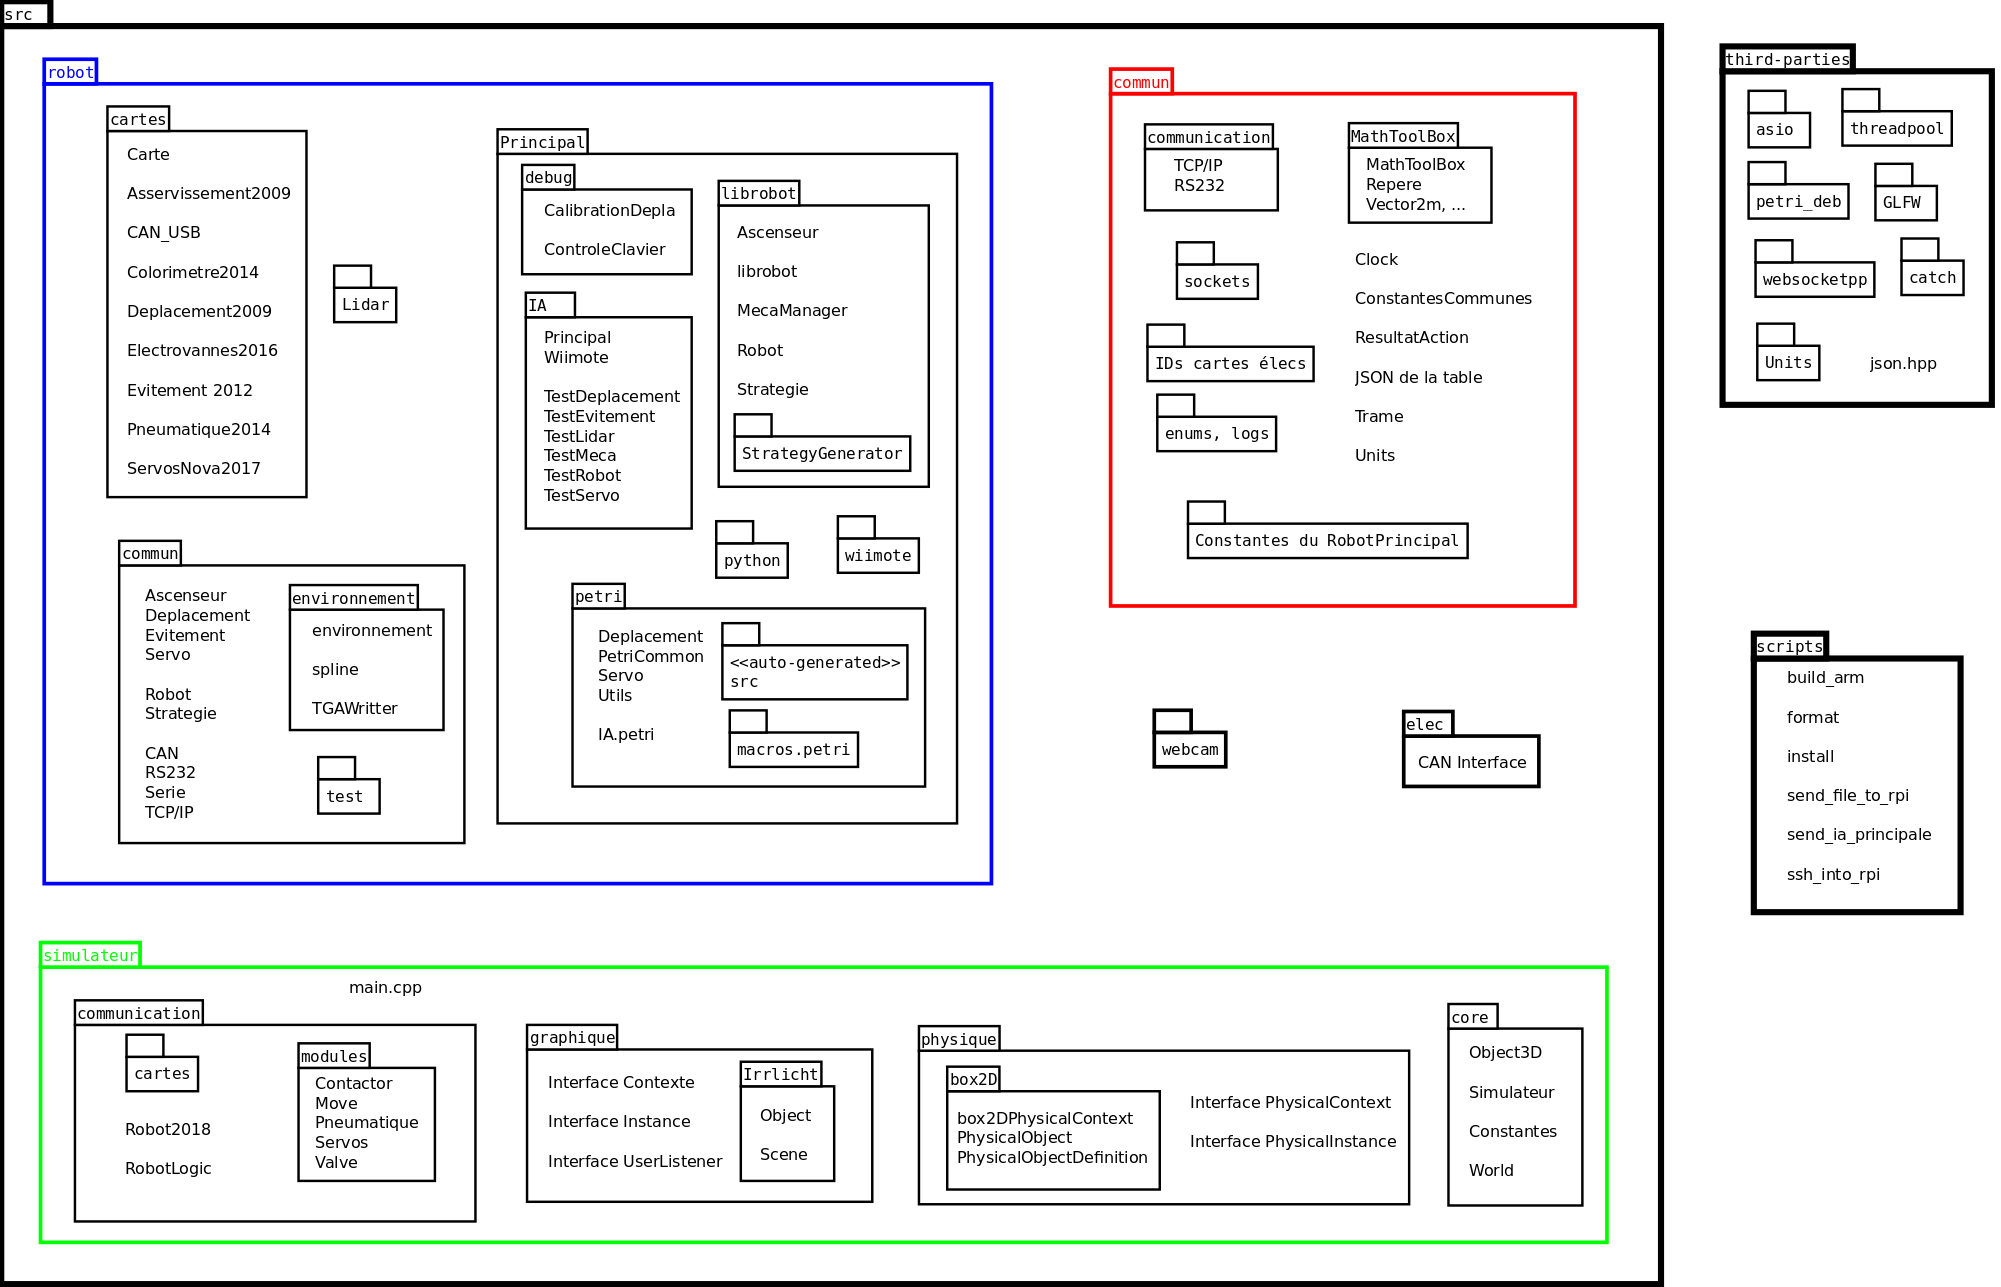 src
robot
cartes
Carte
Asservissement2009
CAN_USB
Colorimetre2014
Deplacement2009
Electrovannes2016
Evitement 2012
Pneumatique2014
ServosNova2017
Lidar
commun
Ascenseur
Deplacement
Evitement
Servo
Robot
Strategie
CAN
RS232
Serie
TCP/IP
environnement
environnement
spline
TGAWritter
test
Principal
debug
CalibrationDepla
ControleClavier
IA
Principal
Wiimote
TestDeplacement
TestEvitement
TestLidar
TestMeca
TestRobot
TestServo
librobot
Ascenseur
librobot
MecaManager
Robot
Strategie
StrategyGenerator
python
wiimote
petri
Deplacement
PetriCommon
Servo
Utils
IA.petri
<<auto-generated>>
src
macros.petri
commun
communication
TCP/IP
RS232
MathToolBox
MathToolBox
Repere
Vector2m, ...
sockets
IDs cartes élecs
enums, logs
Clock
ConstantesCommunes
ResultatAction
JSON de la table
Trame
Units
Constantes du RobotPrincipal
webcam
elec
CAN Interface
simulateur
main.cpp
communication
cartes
Robot2018
RobotLogic
modules
Contactor
Move
Pneumatique
Servos
Valve
graphique
Interface Contexte
Interface Instance
Interface UserListener
Irrlicht
Object
Scene
physique
box2D
box2DPhysicalContext
PhysicalObject
PhysicalObjectDefinition
Interface PhysicalContext
Interface PhysicalInstance
core
Object3D
Simulateur
Constantes
World
third-parties
asio
threadpool
petri_deb
GLFW
websocketpp
catch
Units
json.hpp
scripts
build_arm
format
install
send_file_to_rpi
send_ia_principale
ssh_into_rpi